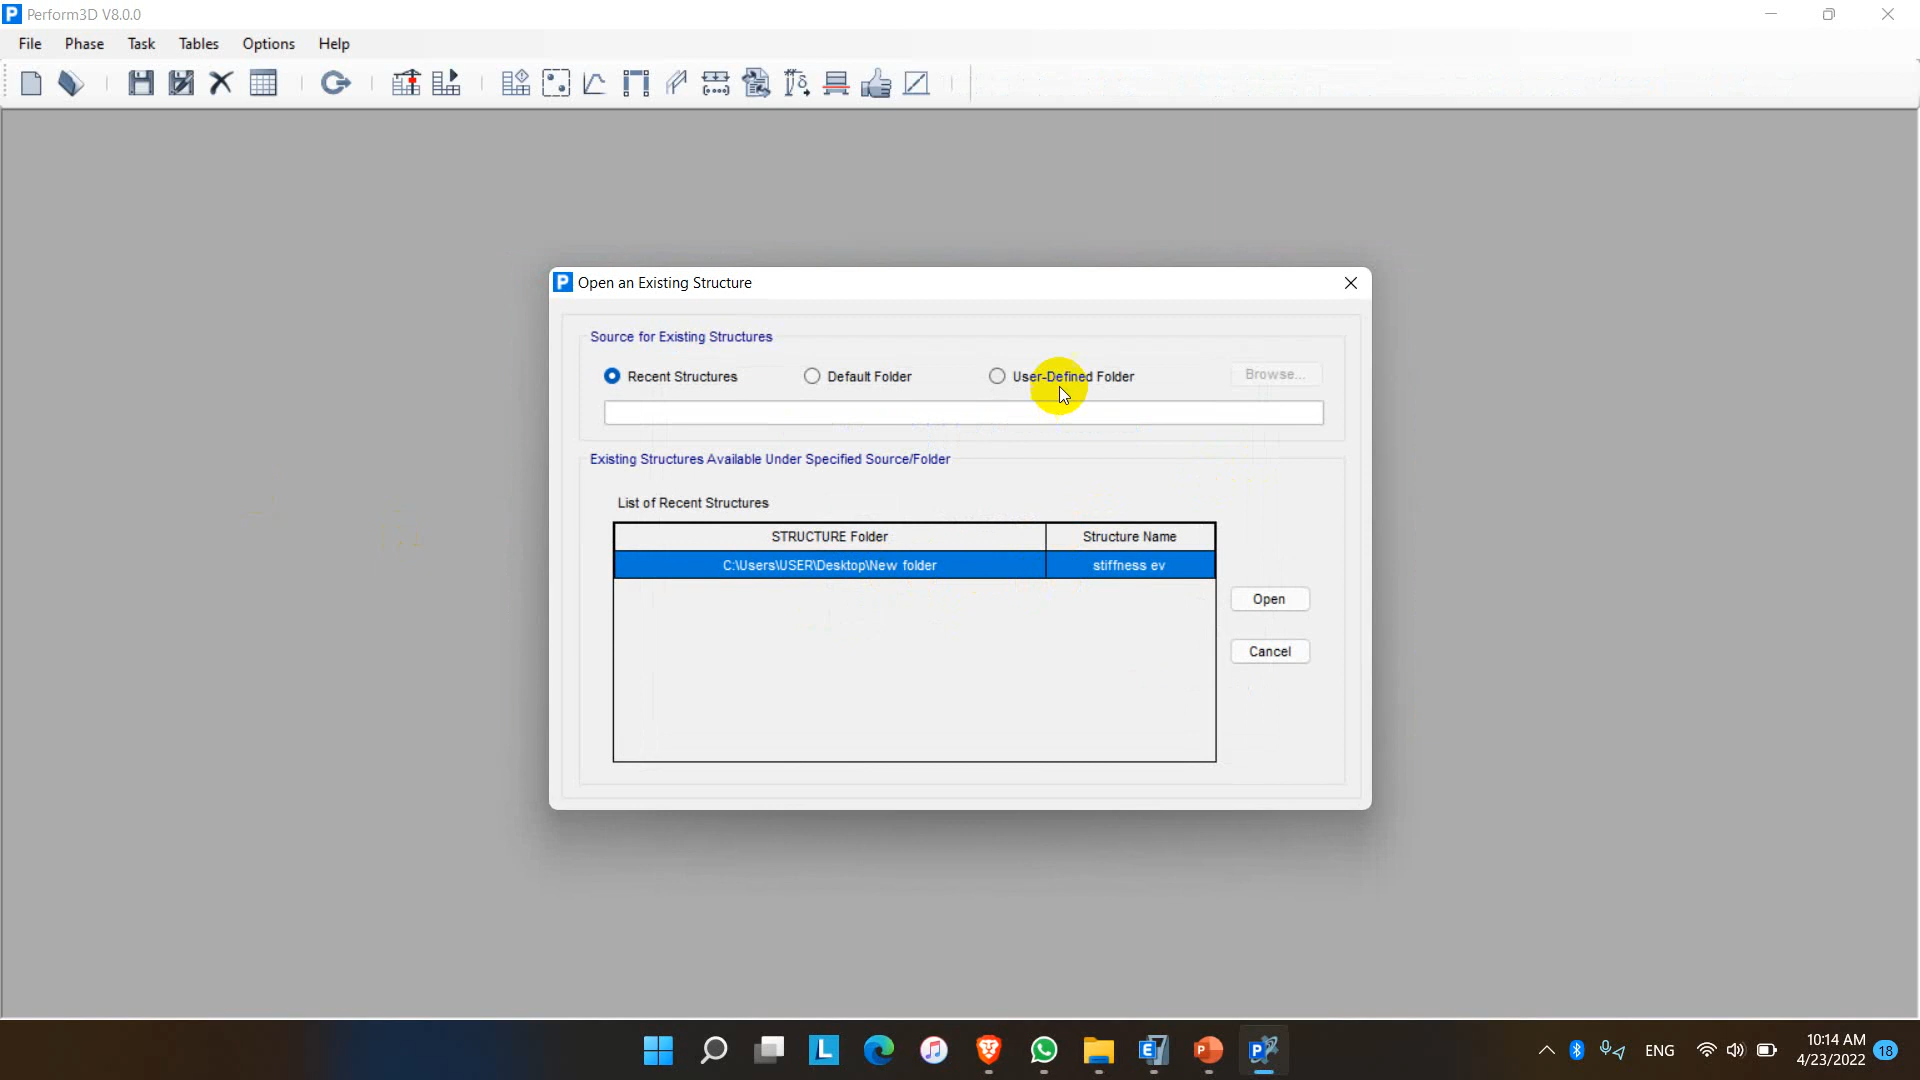 Perform3D V8.0.0
File Phase Task Tables Options Help
Open an Existing Structure
Source for Existing Structures
Recent Structures Default Folder User-Defined Folder Browse...
Existing Structures Available Under Specified Source/Folder
List of Recent Structures
STRUCTURE Folder Structure Name
C:\Users\USER\Desktop\New folder stiffness ev
Open
Cancel
ENG 10:14 AM
4/23/2022 18